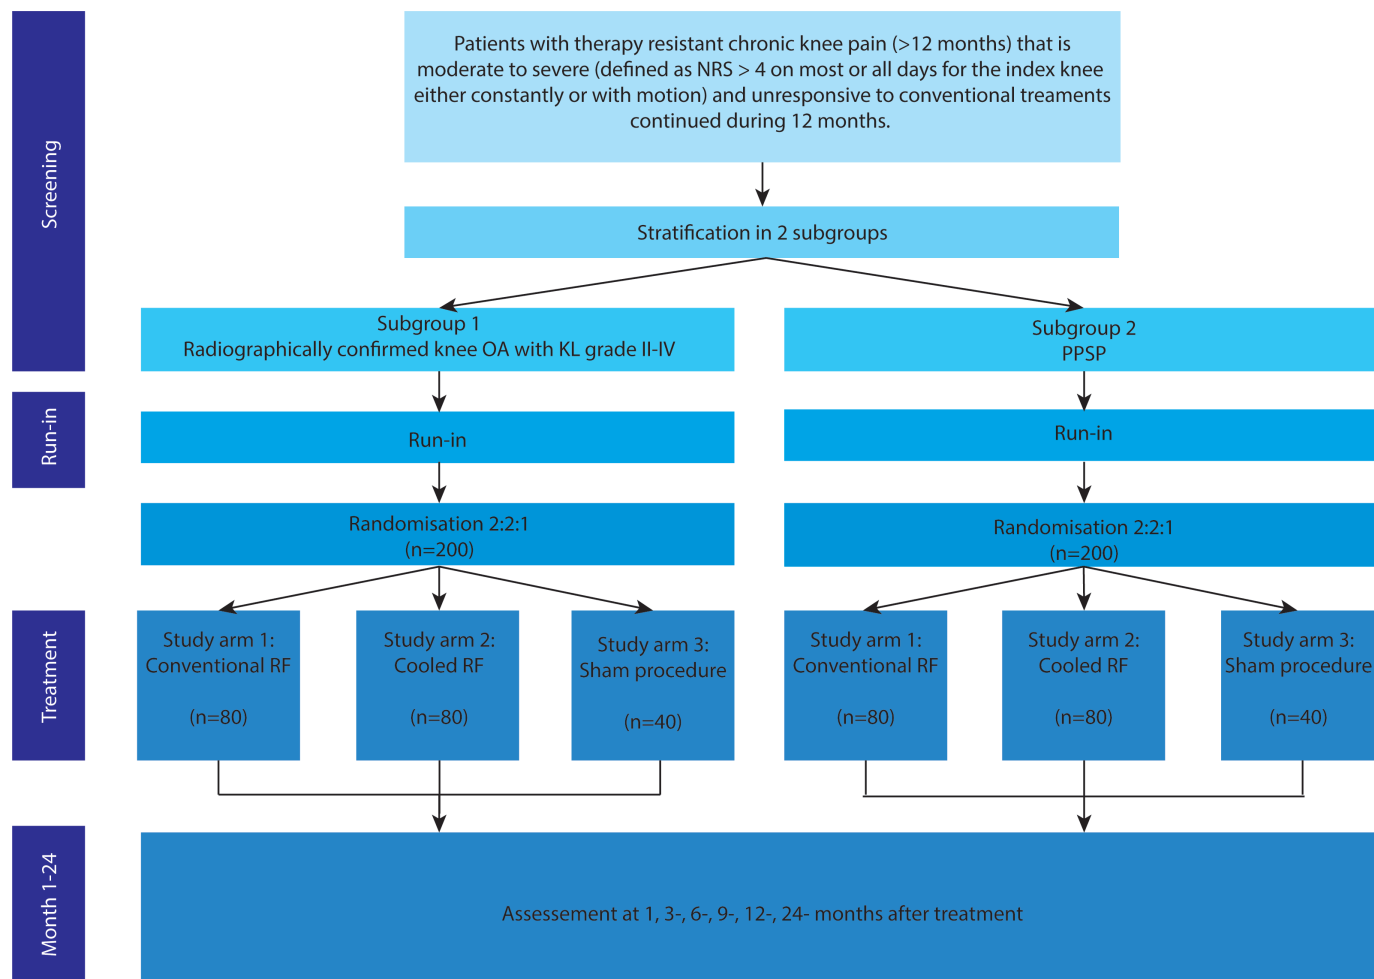 Screening
Patients with therapy resistant chronic knee pain (>12 months) that is
moderate to severe (defined as NRS > 4 on most or all days for the index knee
either constantly or with motion) and unresponsive to conventional treaments
continued during 12 months.
Stratification in 2 subgroups
Subgroup 1
Radiographically confirmed knee OA with KL grade II-IV
Subgroup 2
PPSP
Run-in
Run-in
Run-in
Randomisation 2:2:1
(n=200)
Randomisation 2:2:1
(n=200)
Treatment
Study arm 1:
Conventional RF
(n=80)
Study arm 2:
Cooled RF
(n=80)
Study arm 3:
Sham procedure
(n=40)
Study arm 1:
Conventional RF
(n=80)
Study arm 2:
Cooled RF
(n=80)
Study arm 3:
Sham procedure
(n=40)
Month 1-24
Assessement at 1, 3-, 6-, 9-, 12-, 24- months after treatment